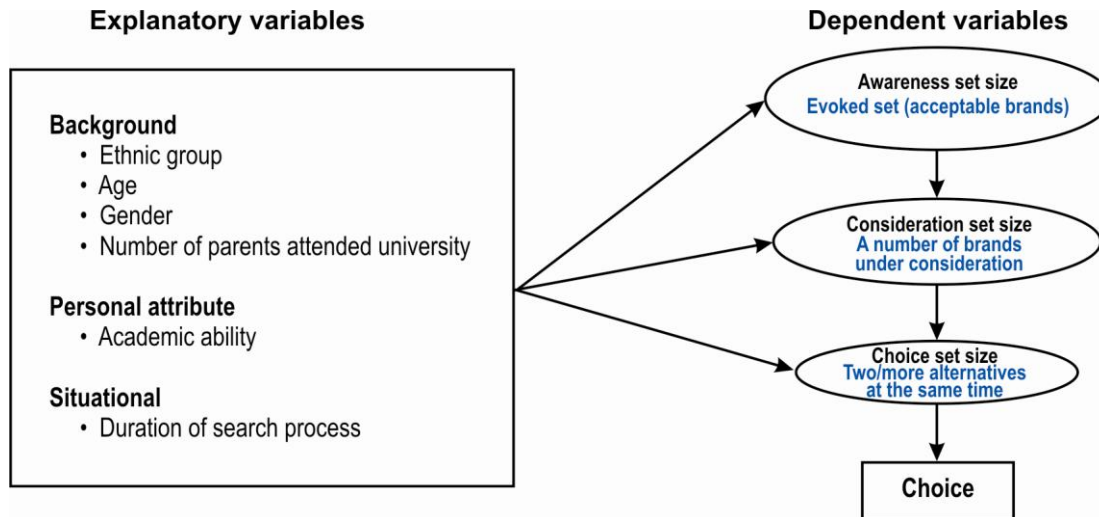 Explanatory variables
Background
• Ethnic group
• Age
• Gender
• Number of parents attended university
Personal attribute
• Academic ability
Situational
• Duration of search process
Dependent variables
Awareness set size
Evoked set (acceptable brands)
Consideration set size
A number of brands
under consideration
Choice set size
Two/more alternatives
at the same time
Choice